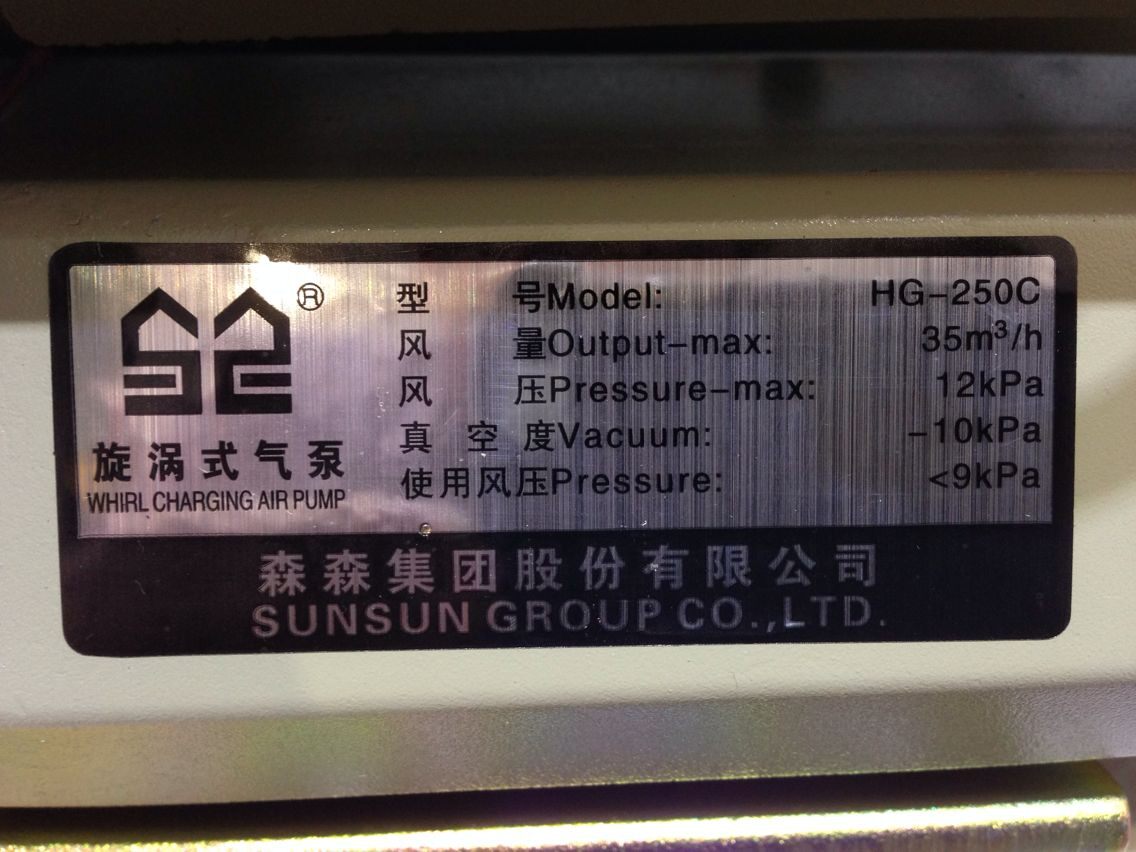 ®
旋涡式气泵
WHIRL CHARGING AIR PUMP
型 号Model: HG-250C
风 量Output-max: 35m³/h
风 压Pressure-max: 12kPa
真 空 度Vacuum: -10kPa
使用风压Pressure: <9kPa
森森集团股份有限公司
SUNSUN GROUP CO.,LTD.